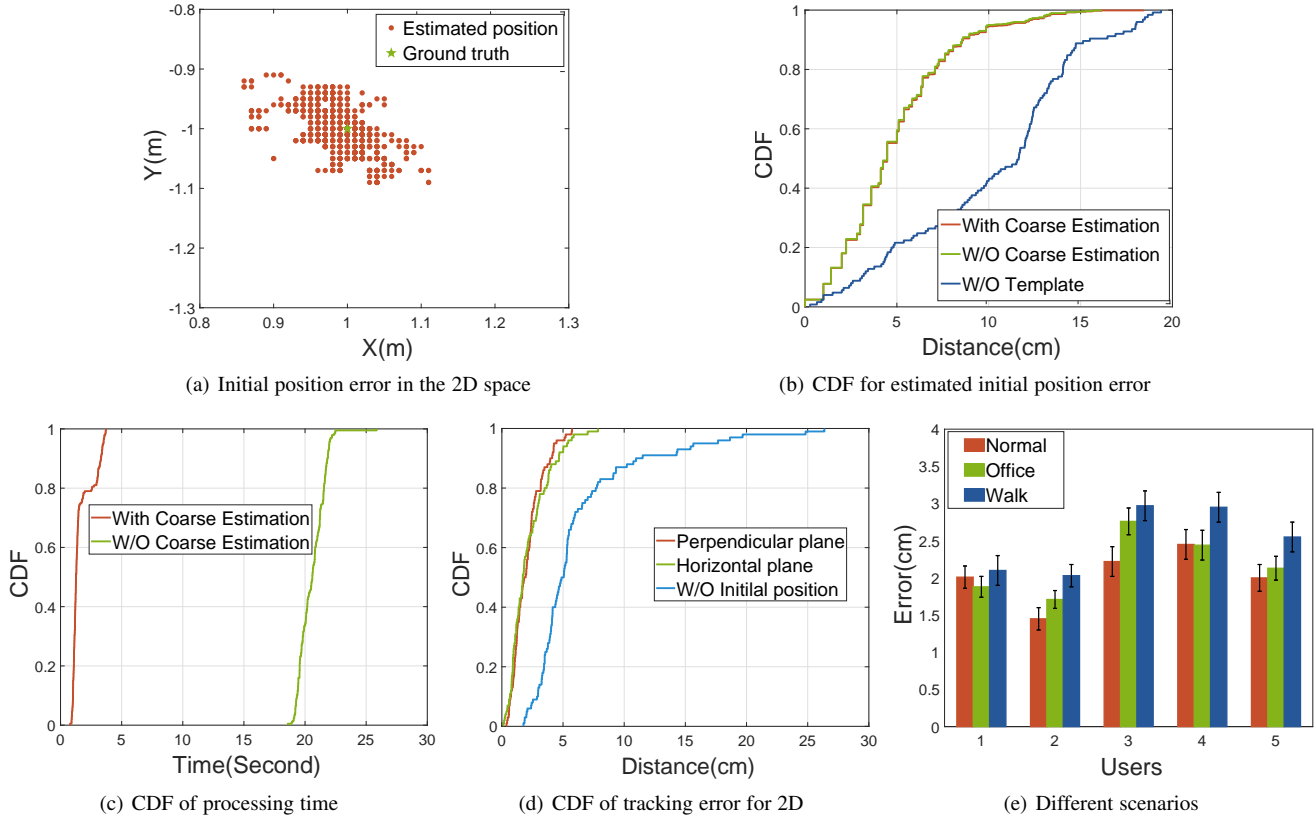 -0.8
-0.9
-1
-1.1
-1.2
-1.3
Y(m)
Estimated position
Ground truth
0.8 0.9 1 1.1 1.2 1.3
X(m)
(a) Initial position error in the 2D space
1
0.8
0.6
0.4
0.2
0
CDF
With Coarse Estimation
W/O Coarse Estimation
W/O Template
0 5 10 15 20
Distance(cm)
(b) CDF for estimated initial position error
1
0.8
0.6
0.4
0.2
0
CDF
With Coarse Estimation
W/O Coarse Estimation
0 5 10 15 20 25 30
Time(Second)
(c) CDF of processing time
1
0.8
0.6
0.4
0.2
0
CDF
Perpendicular plane
Horizontal plane
W/O Initilal position
0 5 10 15 20 25 30
Distance(cm)
(d) CDF of tracking error for 2D
4
3.5
3
2.5
2
1.5
1
0.5
0
Error(cm)
Normal
Office
Walk
1 2 3 4 5
Users
(e) Different scenarios